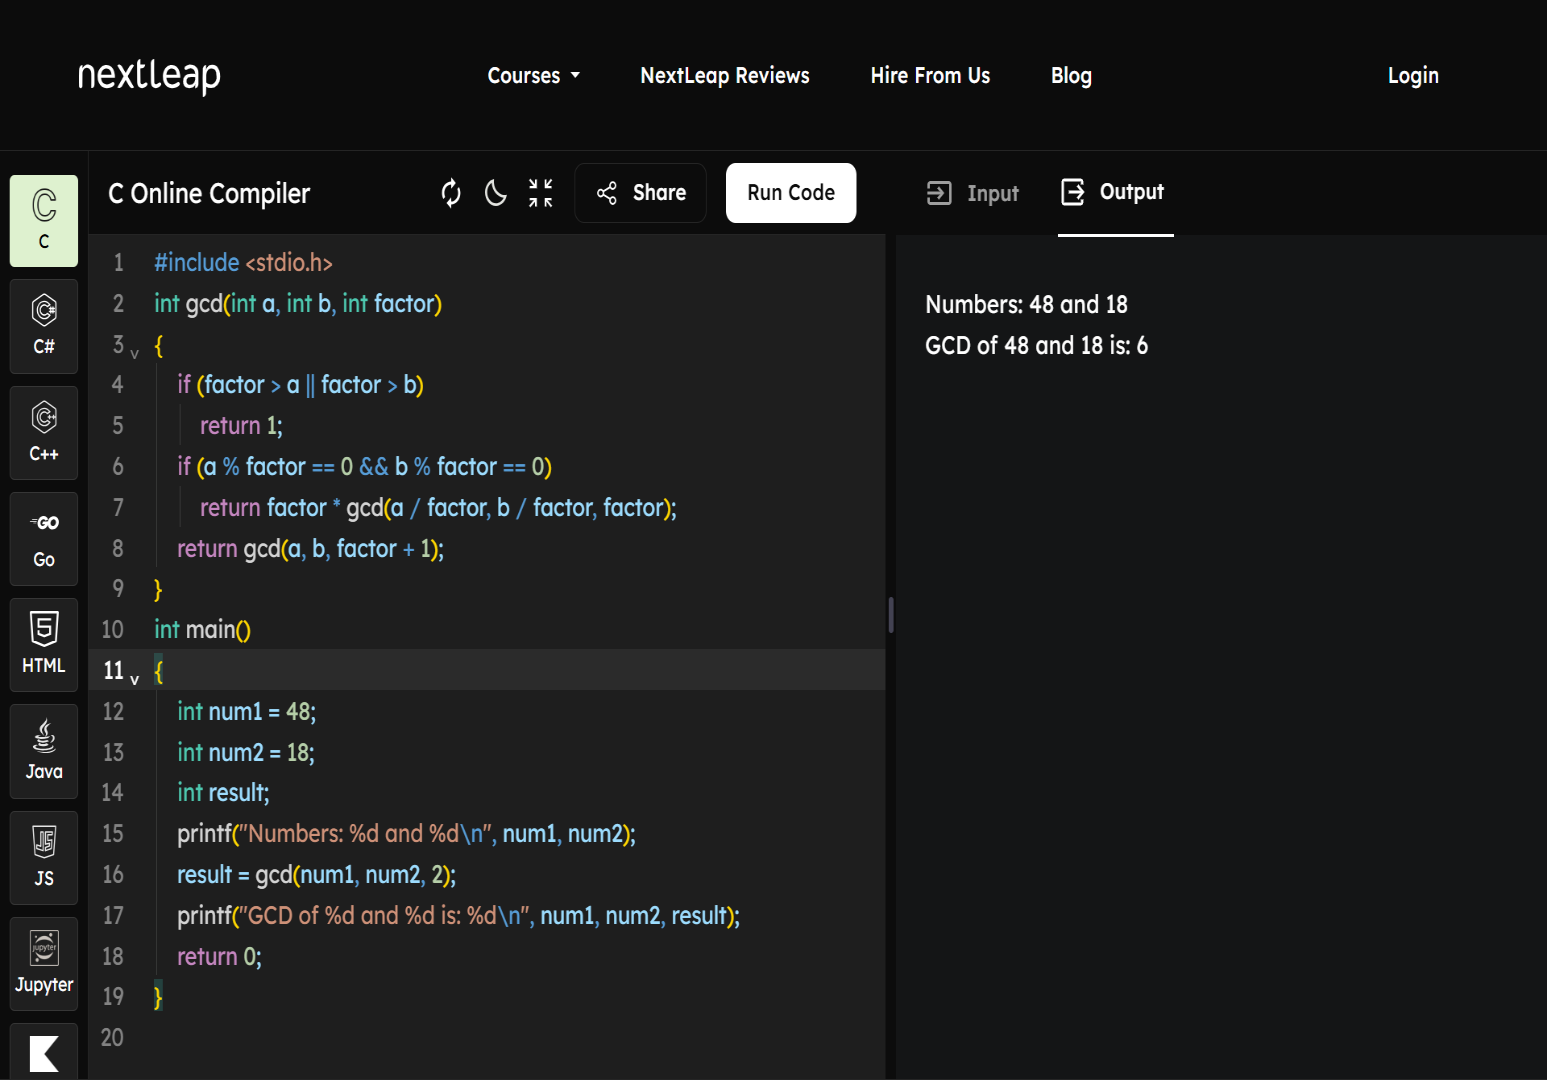 nextleap
Courses
NextLeap Reviews
Hire From Us
Blog
Login
C
C
C#
C#
C++
C++
GO
Go
5
HTML
Java
JS
JS
jupyter
Jupyter
C Online Compiler
Share
Run Code
Input
Output
1 #include <stdio.h>
2 int gcd(int a, int b, int factor)
3 {
4 if (factor > a || factor > b)
5 return 1;
6 if (a % factor == 0 && b % factor == 0)
7 return factor * gcd(a / factor, b / factor, factor);
8 return gcd(a, b, factor + 1);
9 }
10 int main()
11 {
12 int num1 = 48;
13 int num2 = 18;
14 int result;
15 printf("Numbers: %d and %d\n", num1, num2);
16 result = gcd(num1, num2, 2);
17 printf("GCD of %d and %d is: %d\n", num1, num2, result);
18 return 0;
19 }
20
Numbers: 48 and 18
GCD of 48 and 18 is: 6